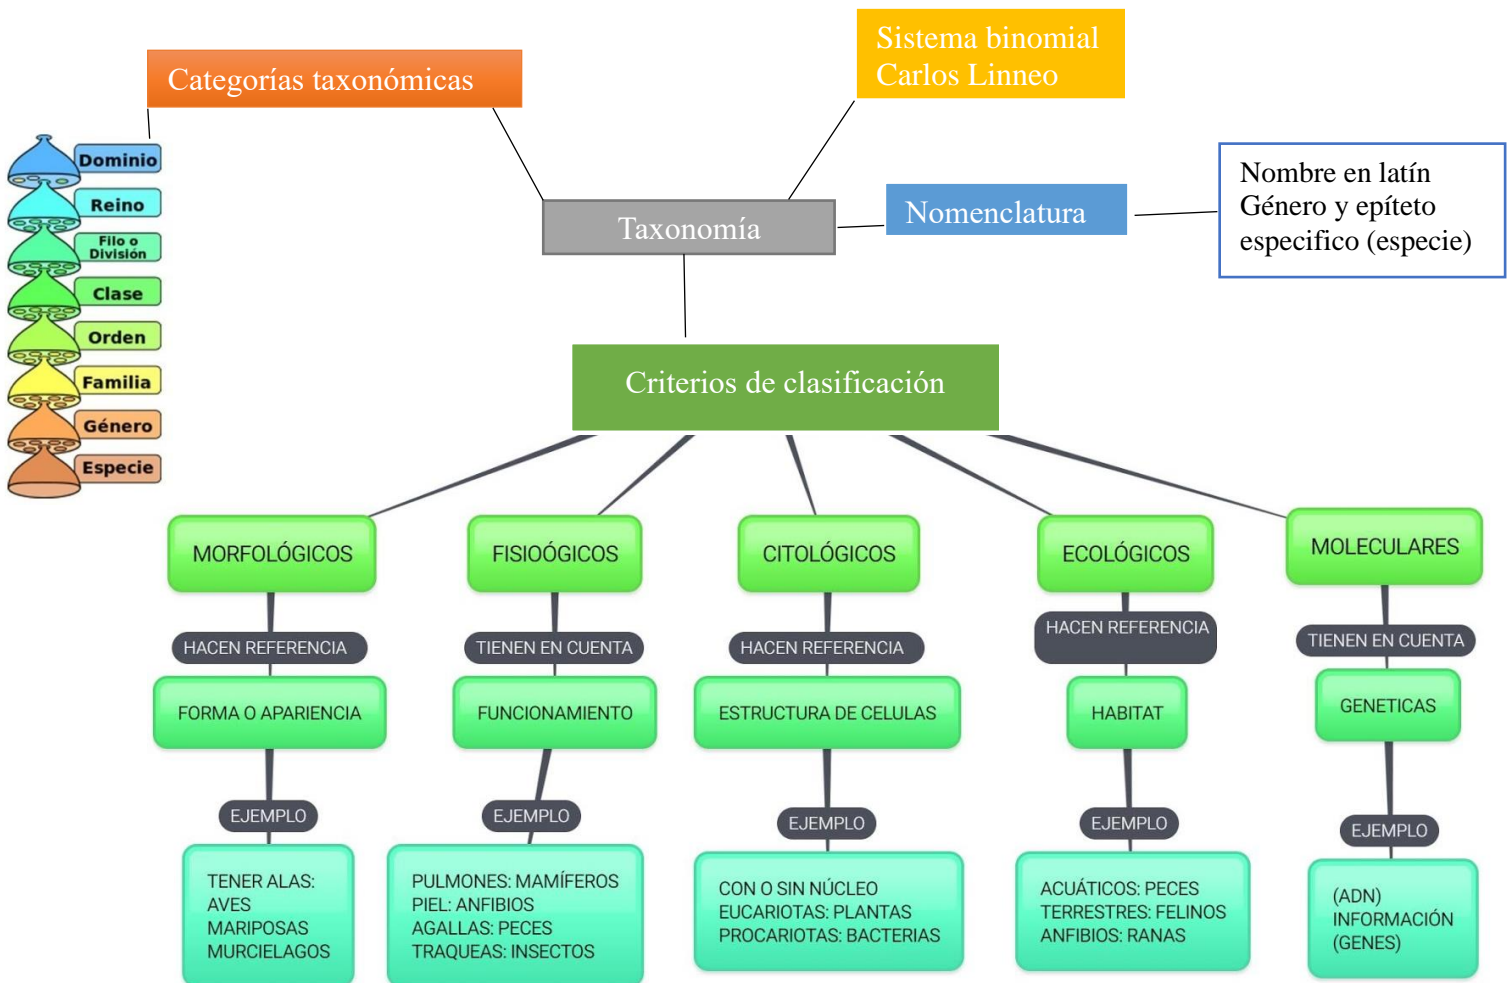 Sistema binomial
Carlos Linneo
Categorías taxonómicas
Dominio
Reino
Filo o
División
Clase
Orden
Familia
Género
Especie
Taxonomía
Nomenclatura
Nombre en latín
Género y epíteto
especifico (especie)
Criterios de clasificación
MORFOLÓGICOS
HACEN REFERENCIA
FORMA O APARIENCIA
EJEMPLO
TENER ALAS:
AVES
MARIPOSAS
MURCIELAGOS
FISIOÓGICOS
TIENEN EN CUENTA
FUNCIONAMIENTO
EJEMPLO
PULMONES: MAMÍFEROS
PIEL: ANFIBIOS
AGALLAS: PECES
TRAQUEAS: INSECTOS
CITOLÓGICOS
HACEN REFERENCIA
ESTRUCTURA DE CELULAS
EJEMPLO
CON O SIN NÚCLEO
EUCARIOTAS: PLANTAS
PROCARIOTAS: BACTERIAS
ECOLÓGICOS
HACEN REFERENCIA
HABITAT
EJEMPLO
ACUÁTICOS: PECES
TERRESTRES: FELINOS
ANFIBIOS: RANAS
MOLECULARES
TIENEN EN CUENTA
GENETICAS
EJEMPLO
(ADN)
INFORMACIÓN
(GENES)